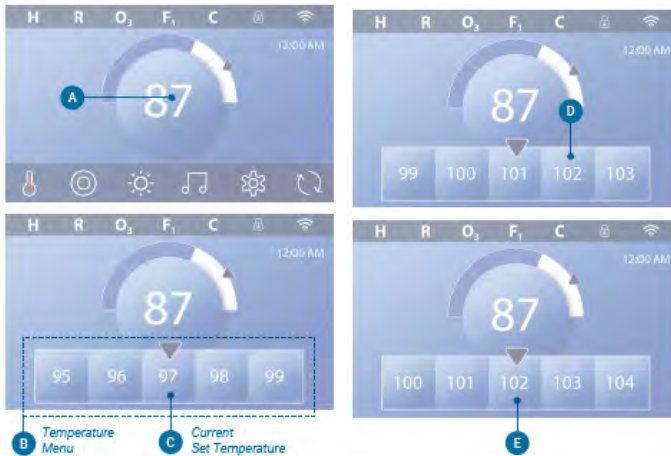 H R O₃ F₁ C
12:00 AM
A
87
H R O₃ F₁ C
12:00 AM
87
D
99 100 101 102 103
H R O₃ F₁ C
12:00 AM
87
95 96 97 98 99
B Temperature Menu
C Current Set Temperature
H R O₃ F₁ C
12:00 AM
87
100 101 102 103 104
E